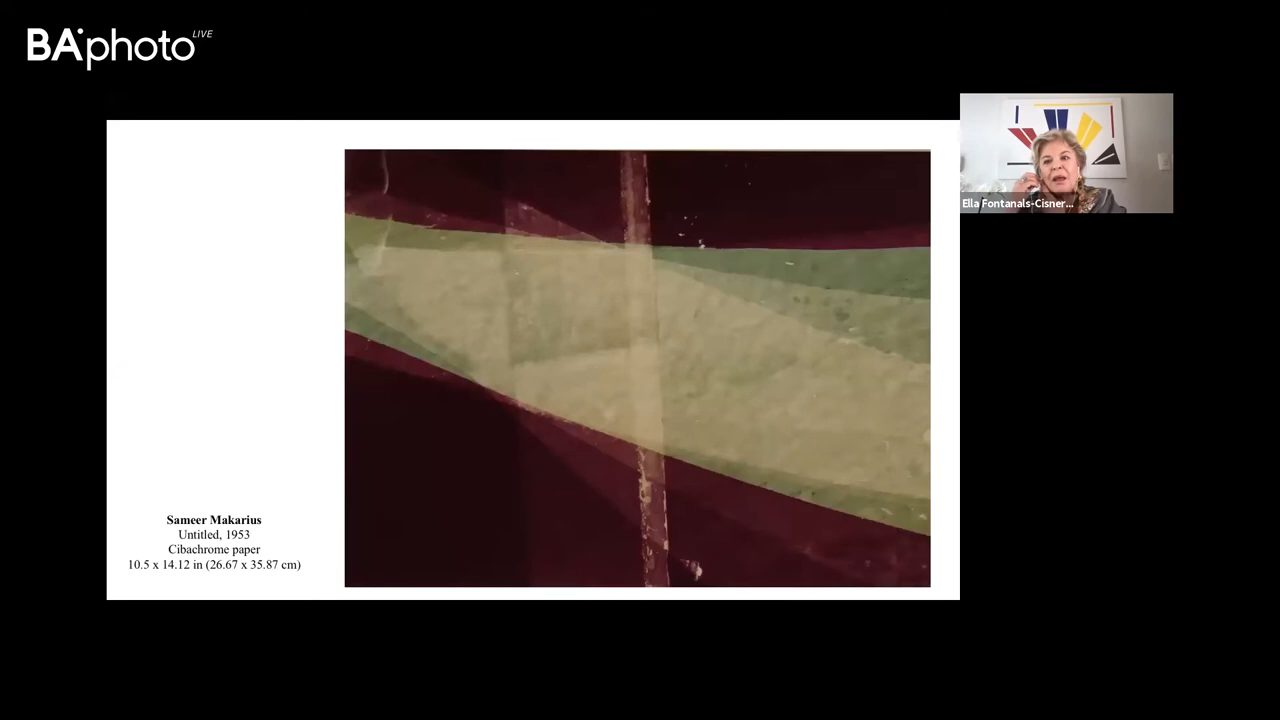 BAphoto LIVE
Ella Fontanals-Cisner...
Sameer Makarius
Untitled, 1953
Cibachrome paper
10.5 x 14.12 in (26.67 x 35.87 cm)